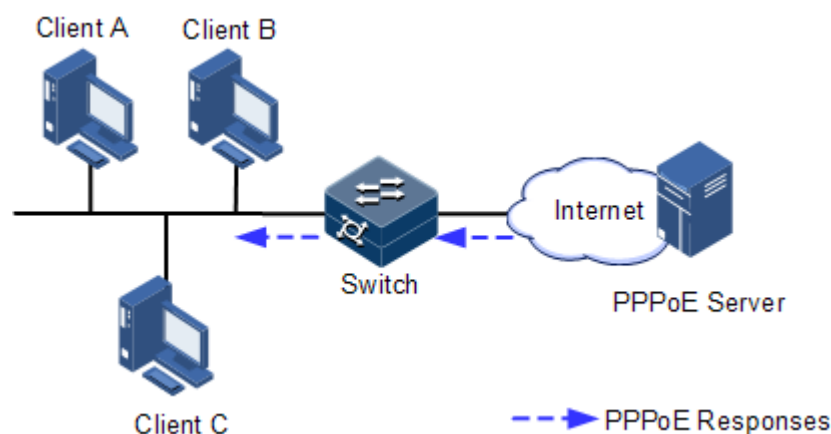 Client A
Client B
Internet
Switch
PPPoE Server
Client C
PPPoE Responses